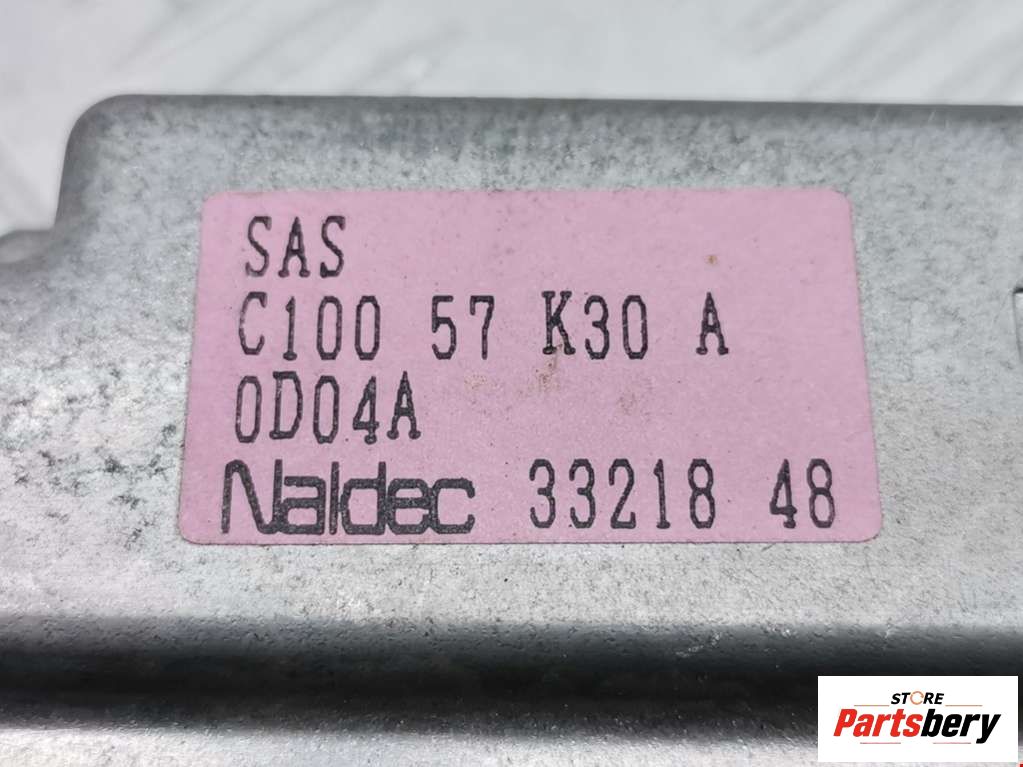 SAS
C100 57 K30 A
0D04A
Naldec 33218 48
STORE
Partsbery